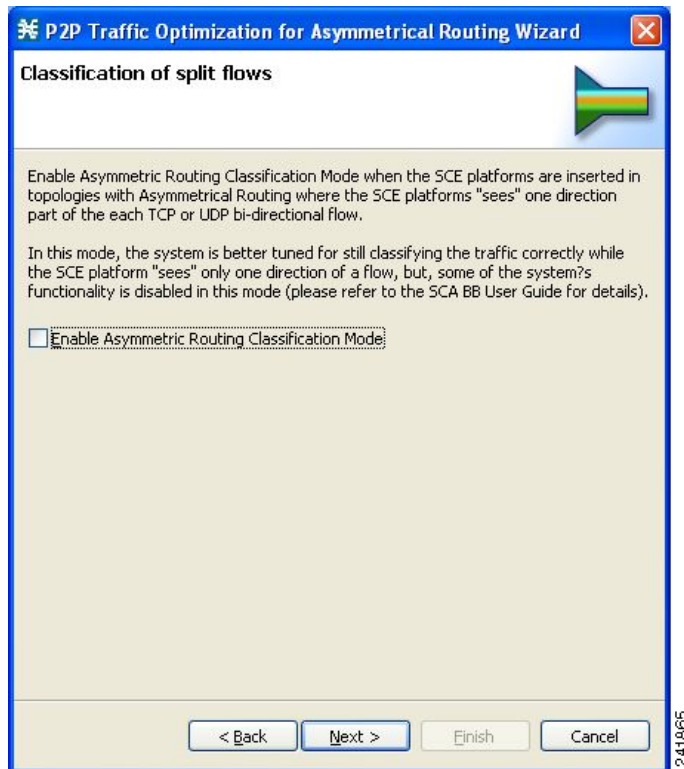 P2P Traffic Optimization for Asymmetrical Routing Wizard
Classification of split flows
Enable Asymmetric Routing Classification Mode when the SCE platforms are inserted in
topologies with Asymmetrical Routing where the SCE platforms "sees" one direction
part of the each TCP or UDP bi-directional flow.
In this mode, the system is better tuned for still classifying the traffic correctly while
the SCE platform "sees" only one direction of a flow, but, some of the system?s
functionality is disabled in this mode (please refer to the SCA BB User Guide for details).
Enable Asymmetric Routing Classification Mode
< Back Next > Finish Cancel
241A65